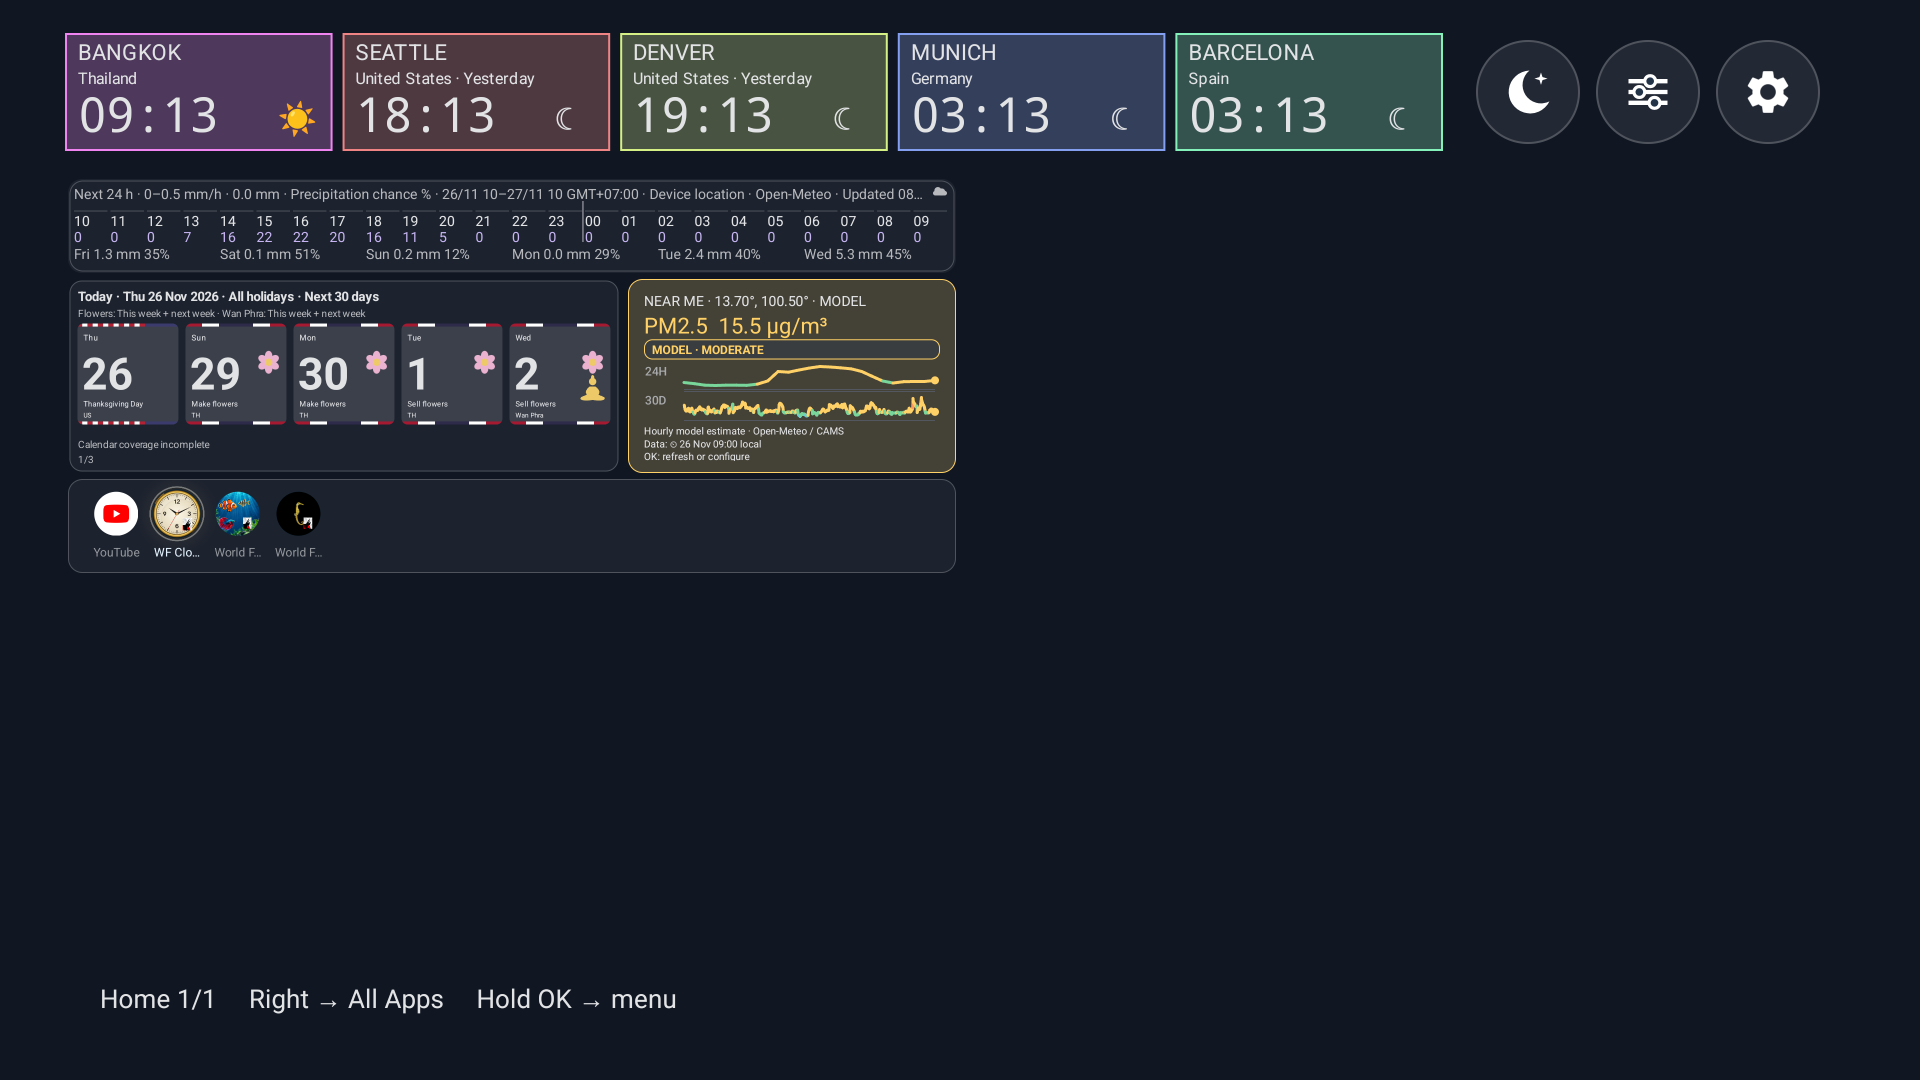 BANGKOK
Thailand
09:13
SEATTLE
United States · Yesterday
18:13
DENVER
United States · Yesterday
19:13
MUNICH
Germany
03:13
BARCELONA
Spain
03:13
Next 24 h · 0–0.5 mm/h · 0.0 mm · Precipitation chance % · 26/11 10–27/11 10 GMT+07:00 · Device location · Open-Meteo · Updated 08...
10 11 12 13 14 15 16 17 18 19 20 21 22 23 00 01 02 03 04 05 06 07 08 09
0 0 0 7 16 22 22 20 16 11 5 0 0 0 0 0 0 0 0 0 0 0 0 0
Fri 1.3 mm 35% Sat 0.1 mm 51% Sun 0.2 mm 12% Mon 0.0 mm 29% Tue 2.4 mm 40% Wed 5.3 mm 45%
Today · Thu 26 Nov 2026 · All holidays · Next 30 days
Flowers: This week + next week · Wan Phra: This week + next week
Thu
26
Thanksgiving Day
US
Sun
29
Make flowers
TH
Mon
30
Make flowers
TH
Tue
1
Sell flowers
TH
Wed
2
Sell flowers
Wan Phra
Calendar coverage incomplete
1/3
NEAR ME · 13.70°, 100.50° · MODEL
PM2.5 15.5 µg/m³
MODEL · MODERATE
24H
30D
Hourly model estimate · Open-Meteo / CAMS
Data: ⏲ 26 Nov 09:00 local
OK: refresh or configure
12
3
6
9
YouTube
WF Clo...
World F...
World F...
Home 1/1 Right → All Apps Hold OK → menu